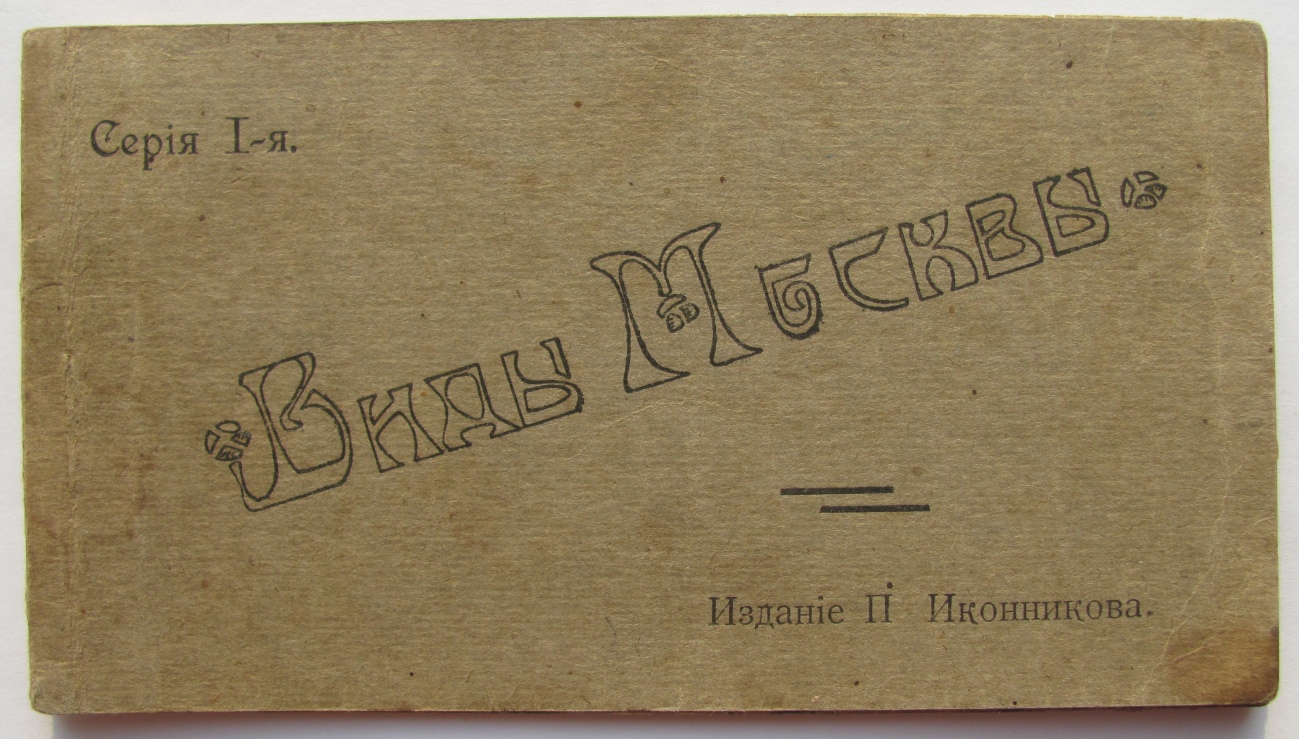 Серія I-я.
Виды Москвы
Изданіе П Иконникова.